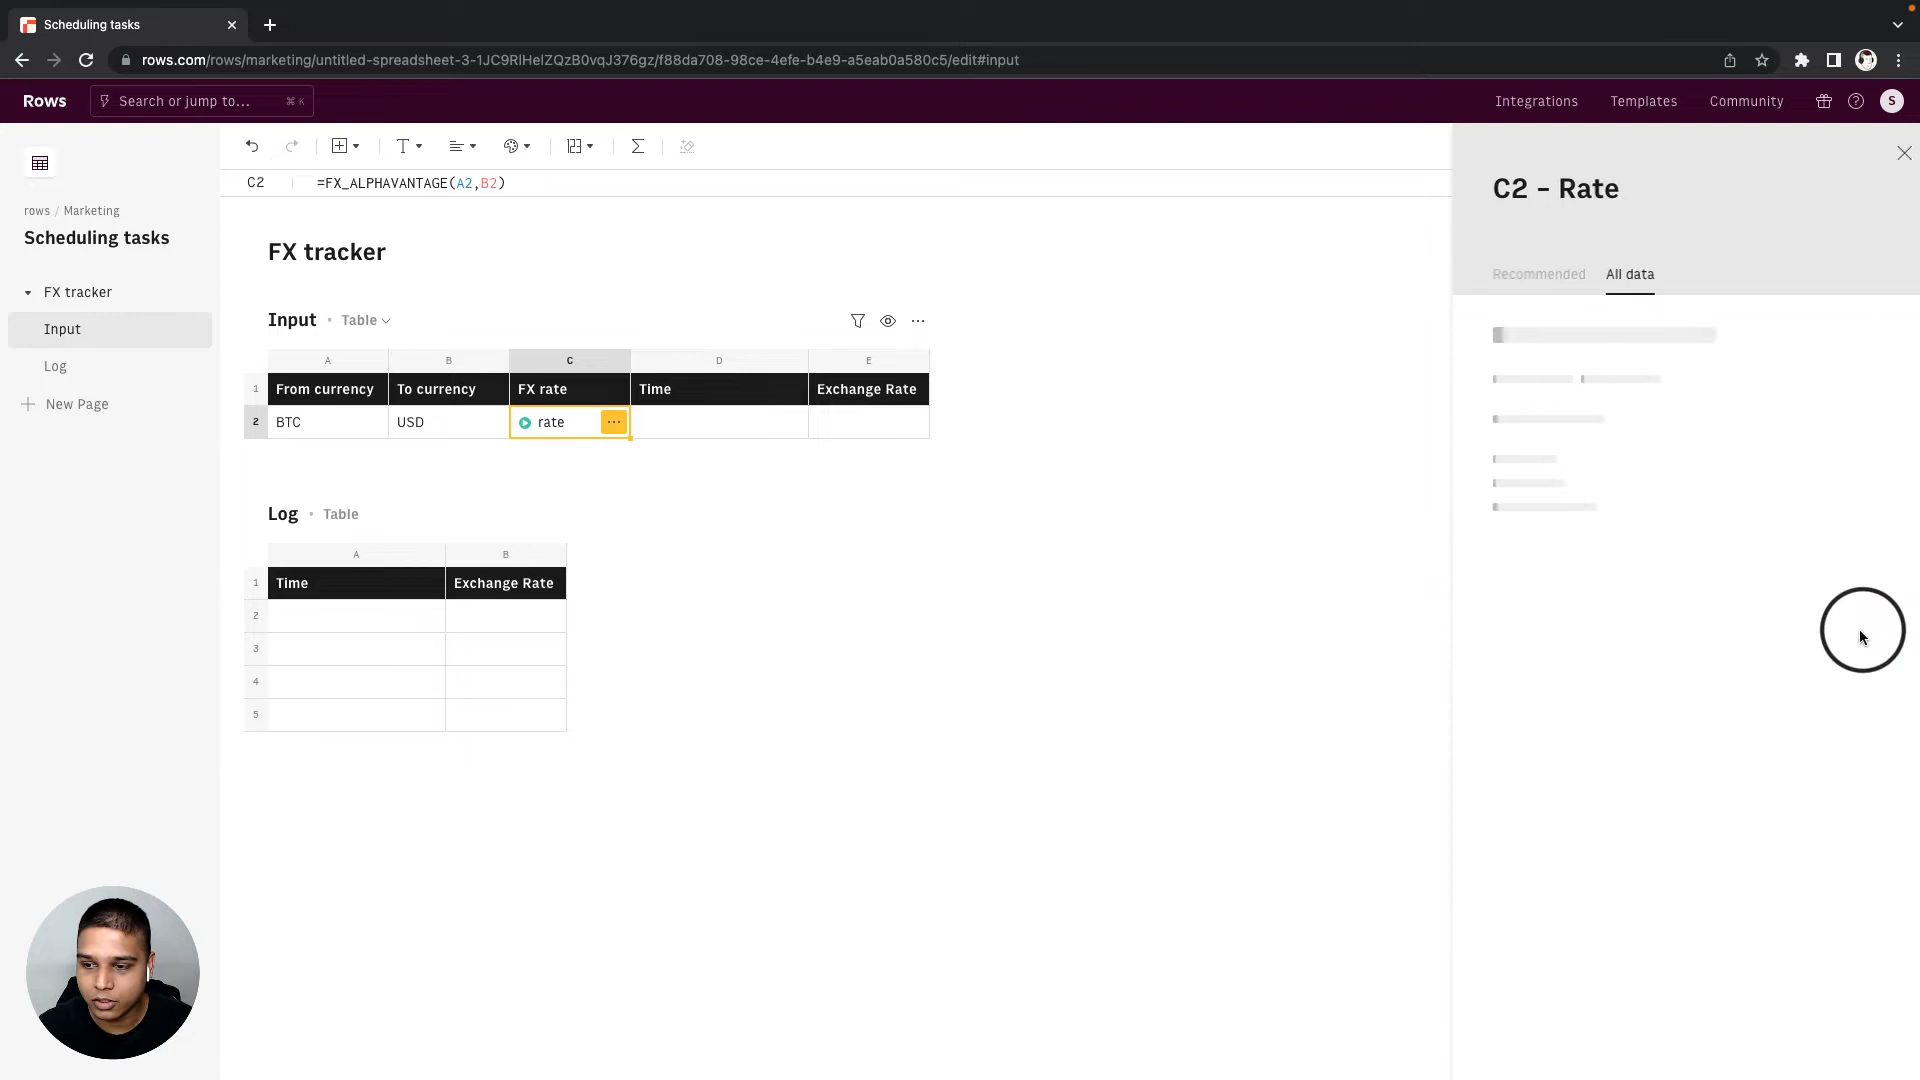 Scheduling tasks
rows.com/rows/marketing/untitled-spreadsheet-3-1JC9RlHelZQzB0vqJ376gz/f88da708-98ce-4efe-b4e9-a5eab0a580c5/edit#input
Rows
Search or jump to... ⌘ K
Integrations
Templates
Community
S
rows / Marketing
Scheduling tasks
FX tracker
Input
Log
New Page
C2
=FX_ALPHAVANTAGE(A2,B2)
FX tracker
Input • Table
A B C D E
1 From currency To currency FX rate Time Exchange Rate
2 BTC USD rate
Log • Table
A B
1 Time Exchange Rate
2
3
4
5
C2 – Rate
Recommended All data